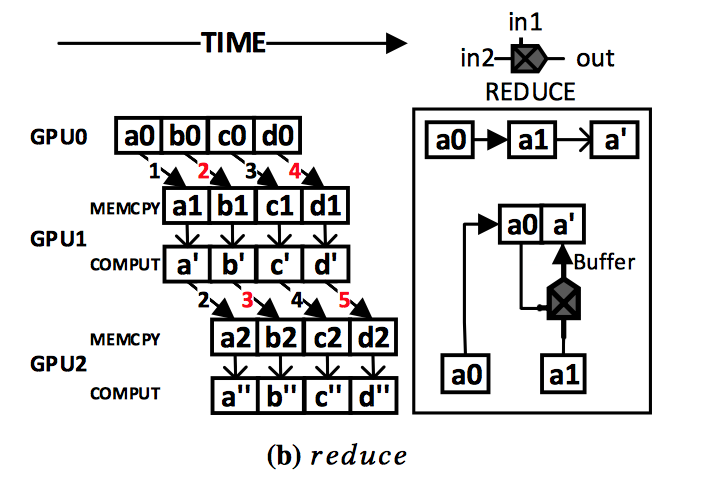 TIME
in1
in2 out
REDUCE
GPU0 a0 b0 c0 d0
1 2 3 4
MEMCPY a1 b1 c1 d1
GPU1
COMPUT a' b' c' d'
2 3 4 5
MEMCPY a2 b2 c2 d2
GPU2
COMPUT a'' b'' c'' d''
a0 a1 a'
a0 a'
Buffer
a0 a1
(b) reduce